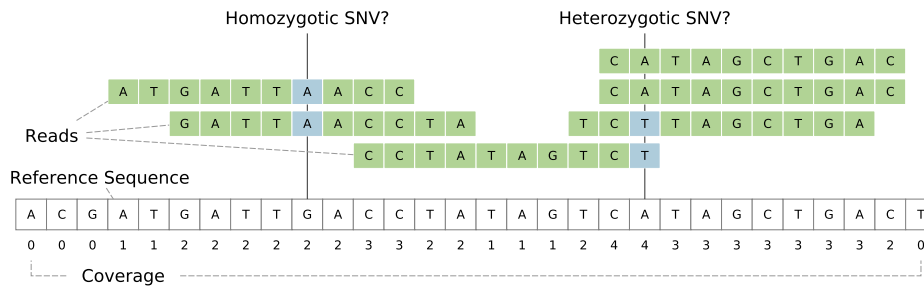 Homozygotic SNV? Heterozygotic SNV?
C A T A G C T G A C
A T G A T T A A C C C A T A G C T G A C
G A T T A A C C T A T C T T A G C T G A
Reads
C C T A T A G T C T
Reference Sequence
A C G A T G A T T G A C C T A T A G T C A T A G C T G A C T
0 0 0 1 1 2 2 2 2 2 2 3 3 2 2 1 1 1 2 4 4 3 3 3 3 3 3 3 2 0
Coverage